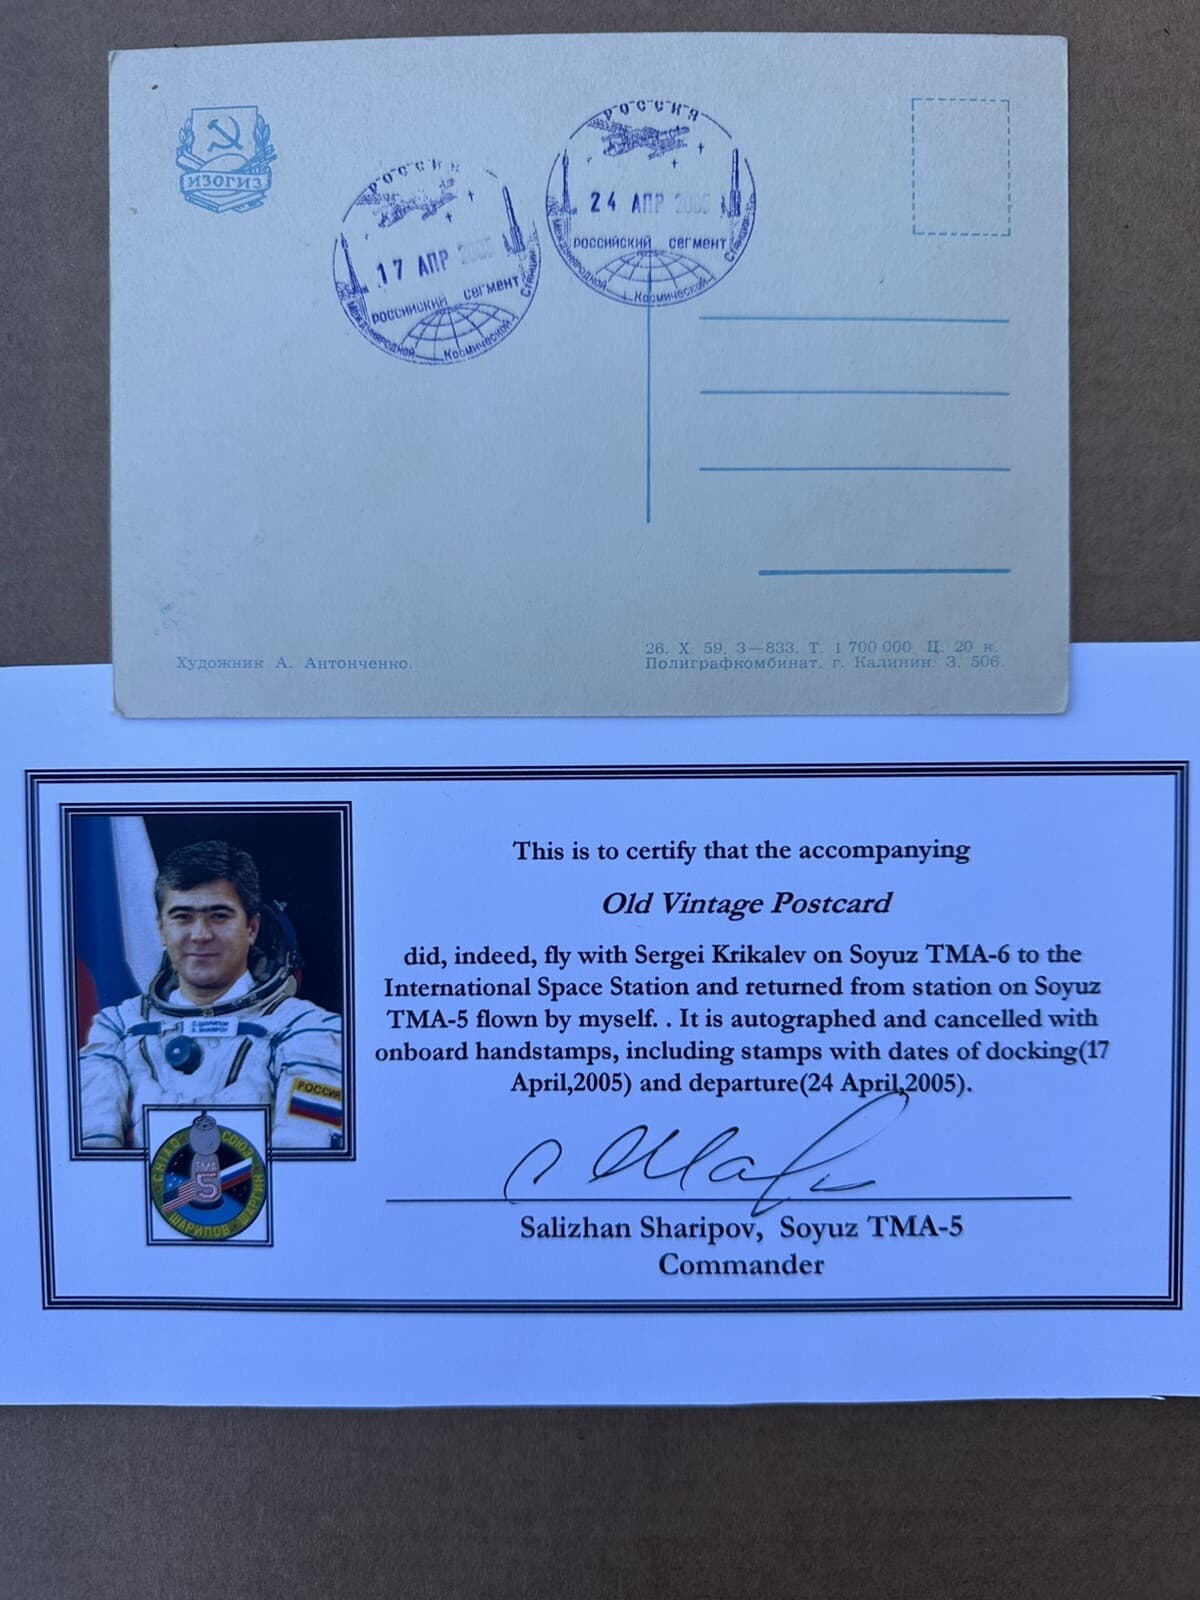 ИЗОГИЗ
РОССИЯ
17 АПР 2005
РОССИЙСКИЙ СЕГМЕНТ
МЕЖДУНАРОДНОЙ КОСМИЧЕСКОЙ СТАНЦИИ
РОССИЯ
24 АПР 2005
РОССИЙСКИЙ СЕГМЕНТ
МЕЖДУНАРОДНОЙ КОСМИЧЕСКОЙ СТАНЦИИ
Художник А. Антонченко.
26. X. 59. З—833. Т. 1 700 000. Ц. 20 к.
Полиграфкомбинат, г. Калинин. З. 506.
This is to certify that the accompanying
Old Vintage Postcard
did, indeed, fly with Sergei Krikalev on Soyuz TMA-6 to the
International Space Station and returned from station on Soyuz
TMA-5 flown by myself. . It is autographed and cancelled with
onboard handstamps, including stamps with dates of docking(17
April,2005) and departure(24 April,2005).
Salizhan Sharipov, Soyuz TMA-5
Commander
С.ШАРИПОВ
S. SHARIPOV
РОССИЯ
СОЮЗ
ТМА
5
ШАРИПОВ